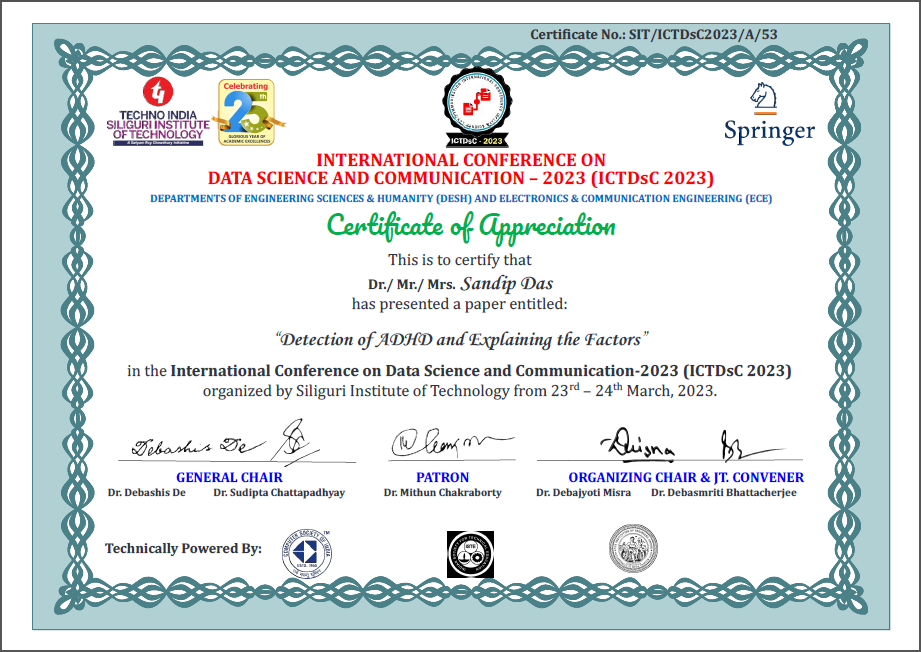 Certificate No.: SIT/ICTDsC2023/A/53
TECHNO INDIA
SILIGURI INSTITUTE
OF TECHNOLOGY
A Satyam Roy Chowdhury Initiative
Celebrating
25th
GLORIOUS YEAR OF
ACADEMIC EXCELLENCES
ICTDsC - 2023
Springer
INTERNATIONAL CONFERENCE ON
DATA SCIENCE AND COMMUNICATION – 2023 (ICTDsC 2023)
DEPARTMENTS OF ENGINEERING SCIENCES & HUMANITY (DESH) AND ELECTRONICS & COMMUNICATION ENGINEERING (ECE)
Certificate of Appreciation
This is to certify that
Dr./ Mr./ Mrs. Sandip Das
has presented a paper entitled:
“Detection of ADHD and Explaining the Factors”
in the International Conference on Data Science and Communication-2023 (ICTDsC 2023)
organized by Siliguri Institute of Technology from 23rd – 24th March, 2023.
Debashis De
GENERAL CHAIR PATRON ORGANIZING CHAIR & JT. CONVENER
Dr. Debashis De Dr. Sudipta Chattapadhyay Dr. Mithun Chakraborty Dr. Debajyoti Misra Dr. Debasmriti Bhattacherjee
Technically Powered By:
COMPUTER SOCIETY OF INDIA
ESTD. 1965
ISTE